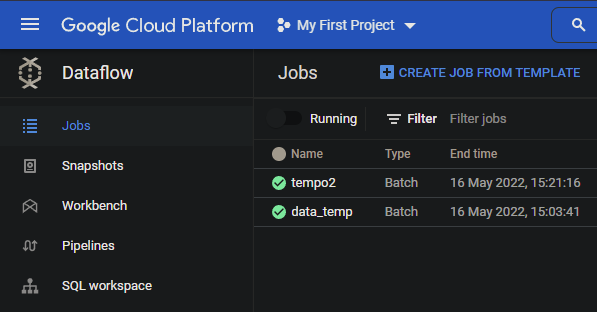 Google Cloud Platform My First Project
Dataflow Jobs CREATE JOB FROM TEMPLATE
Jobs Running Filter Filter jobs
Name Type End time
Snapshots
tempo2 Batch 16 May 2022, 15:21:16
Workbench data_temp Batch 16 May 2022, 15:03:41
Pipelines
SQL workspace